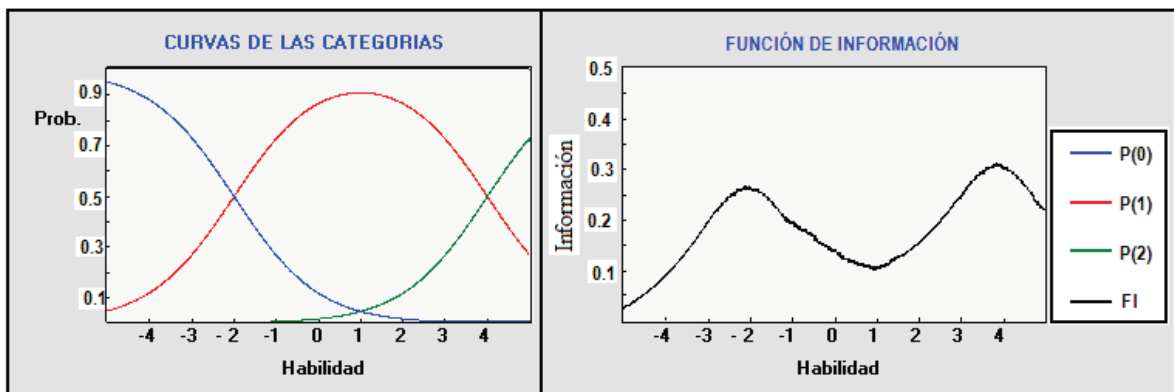 CURVAS DE LAS CATEGORIAS
Prob.
0.9
0.7
0.5
0.3
0.1
-4 -3 - 2 -1 0 1 2 3 4
Habilidad
FUNCIÓN DE INFORMACIÓN
Información
0.5
0.4
0.3
0.2
0.1
-4 -3 - 2 -1 0 1 2 3 4
Habilidad
P(0)
P(1)
P(2)
FI